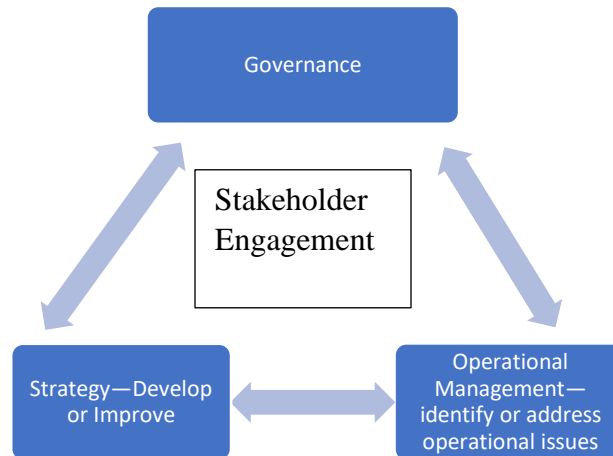 Governance
Stakeholder
Engagement
Strategy—Develop
or Improve
Operational
Management—
identify or address
operational issues